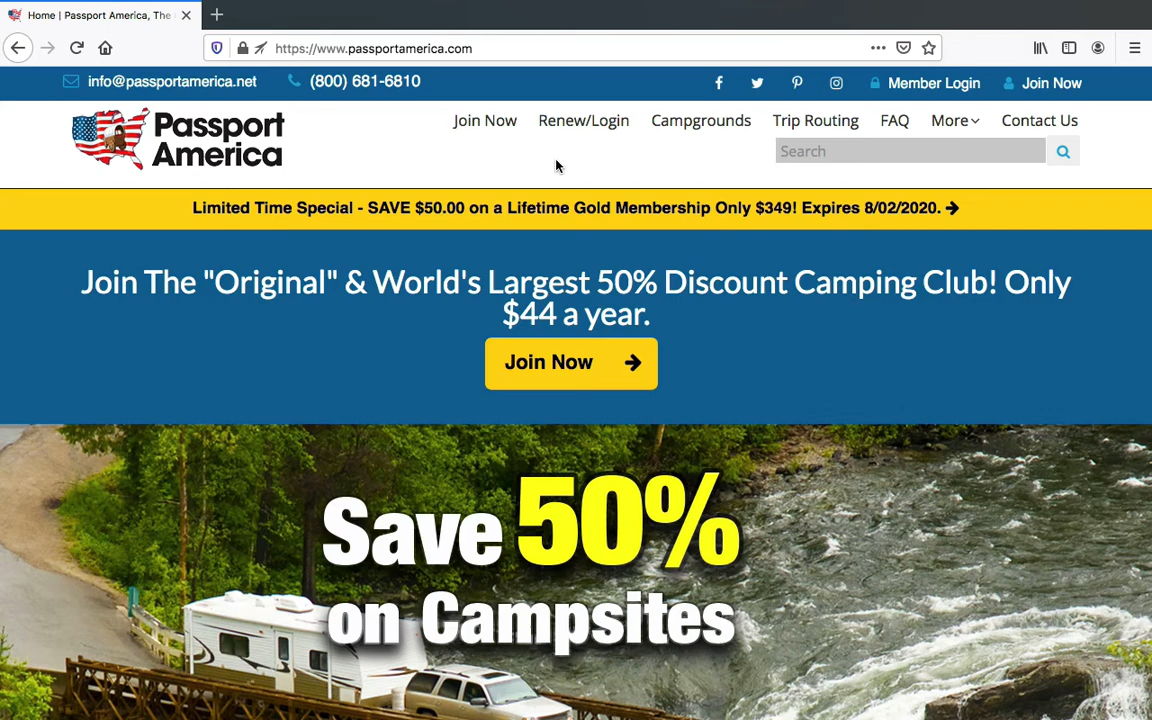 Home | Passport America, The
https://www.passportamerica.com
info@passportamerica.net (800) 681-6810 Member Login Join Now
Passport America
Join Now Renew/Login Campgrounds Trip Routing FAQ More Contact Us
Search
Limited Time Special - SAVE $50.00 on a Lifetime Gold Membership Only $349! Expires 8/02/2020.
Join The "Original" & World's Largest 50% Discount Camping Club! Only
$44 a year.
Join Now
Save 50%
on Campsites